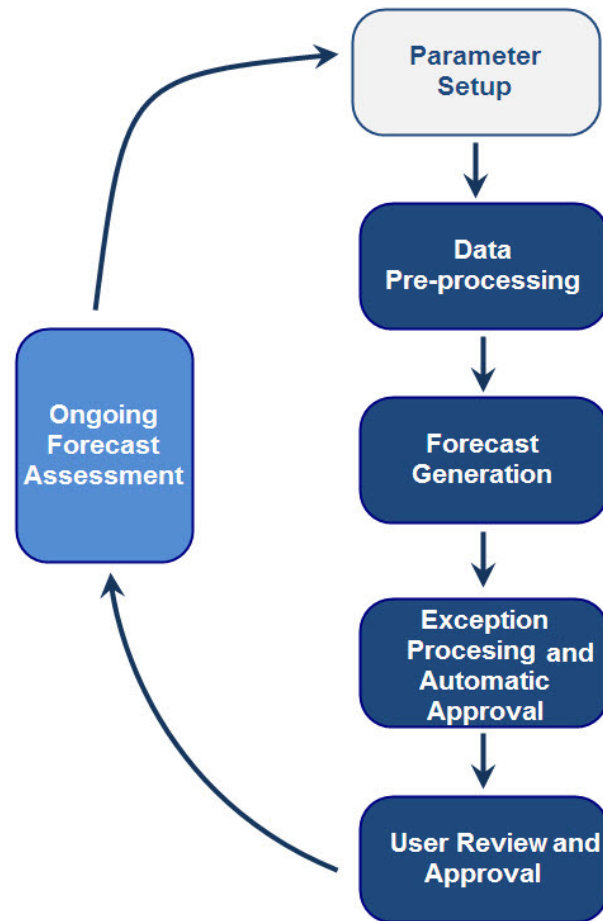 Parameter
Setup
Data
Pre-processing
Forecast
Generation
Exception
Procesing and
Automatic
Approval
User Review and
Approval
Ongoing
Forecast
Assessment